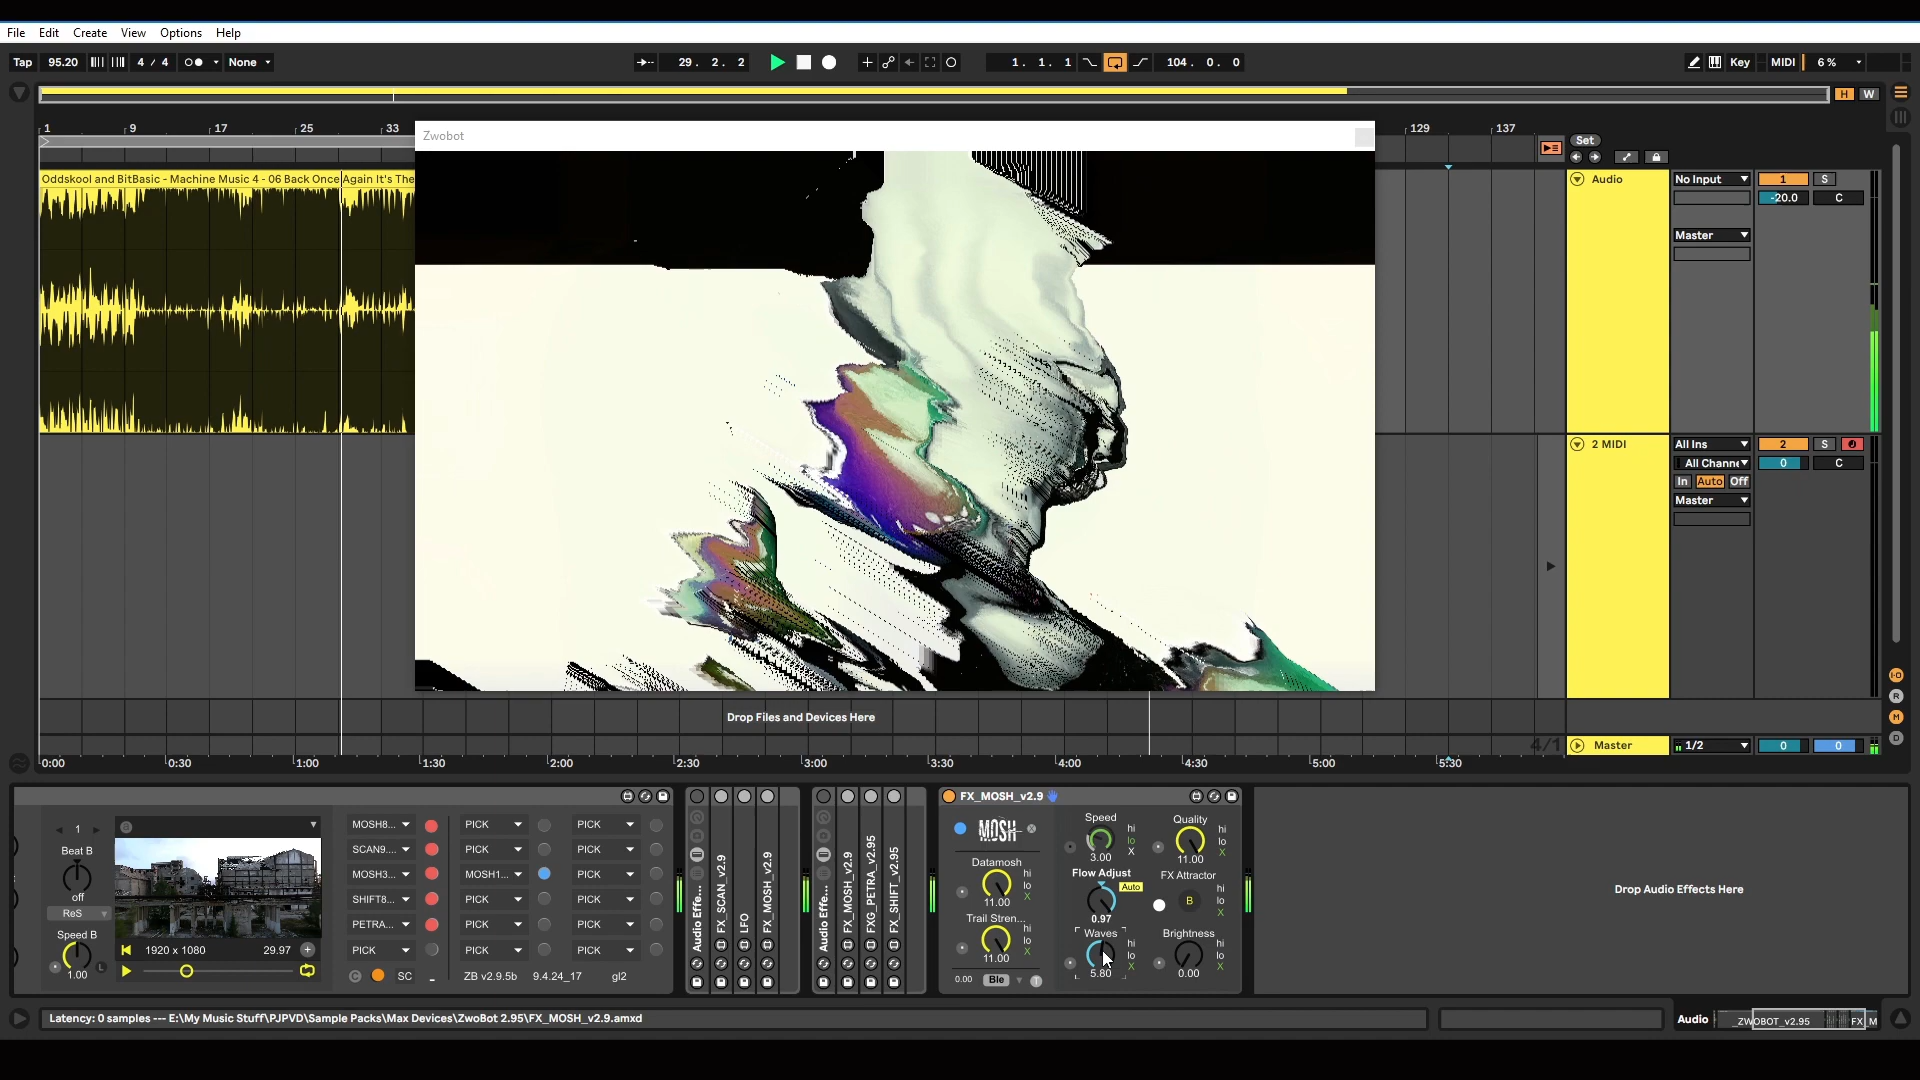 File Edit Create View Options Help
Tap 95.20 4 / 4 None 29. 2. 2 1. 1. 1 104. 0. 0 Key MIDI 6 %
H W
1 9 17 25 33 129 137
Zwobot
Set
Oddskool and BitBasic - Machine Music 4 - 06 Back Once Again It's The
Audio No Input 1 S
-20.0 C
Master
2 MIDI All Ins 2 S
All Channe 0 C
In Auto Off
Master
Drop Files and Devices Here
4/1 Master 1/2 0 0
0:00 0:30 1:00 1:30 2:00 2:30 3:00 3:30 4:00 4:30 5:00 5:30
I·O
R
M
D
1
Beat B
off
ReS
Speed B
1.00 L
1920 x 1080 29.97 +
MOSH8... PICK PICK
SCAN9.... PICK PICK
MOSH3... MOSH1... PICK
SHIFT8... PICK PICK
PETRA... PICK PICK
PICK PICK PICK
C SC - ZB v2.9.5b 9.4.24_17 gl2
Audio Effe...
FX_SCAN_v2.9
LFO
FX_MOSH_v2.9
Audio Effe...
FX_MOSH_v2.9
FXG_PETRA_v2.95
FX_SHIFT_v2.95
FX_MOSH_v2.9
MOSH X
Datamosh
hi
lo
X
11.00
Trail Stren...
hi
lo
X
11.00
0.00 Ble
Speed
hi
lo
X
3.00
Quality
hi
lo
X
11.00
Flow Adjust
Auto
0.97
FX Attractor
hi
lo
X
B
Waves
hi
lo
X
5.80
Brightness
hi
lo
X
0.00
Drop Audio Effects Here
Latency: 0 samples --- E:\My Music Stuff\PJPVD\Sample Packs\Max Devices\ZwoBot 2.95\FX_MOSH_v2.9.amxd
Audio _ZWOBOT_v2.95 FX_M